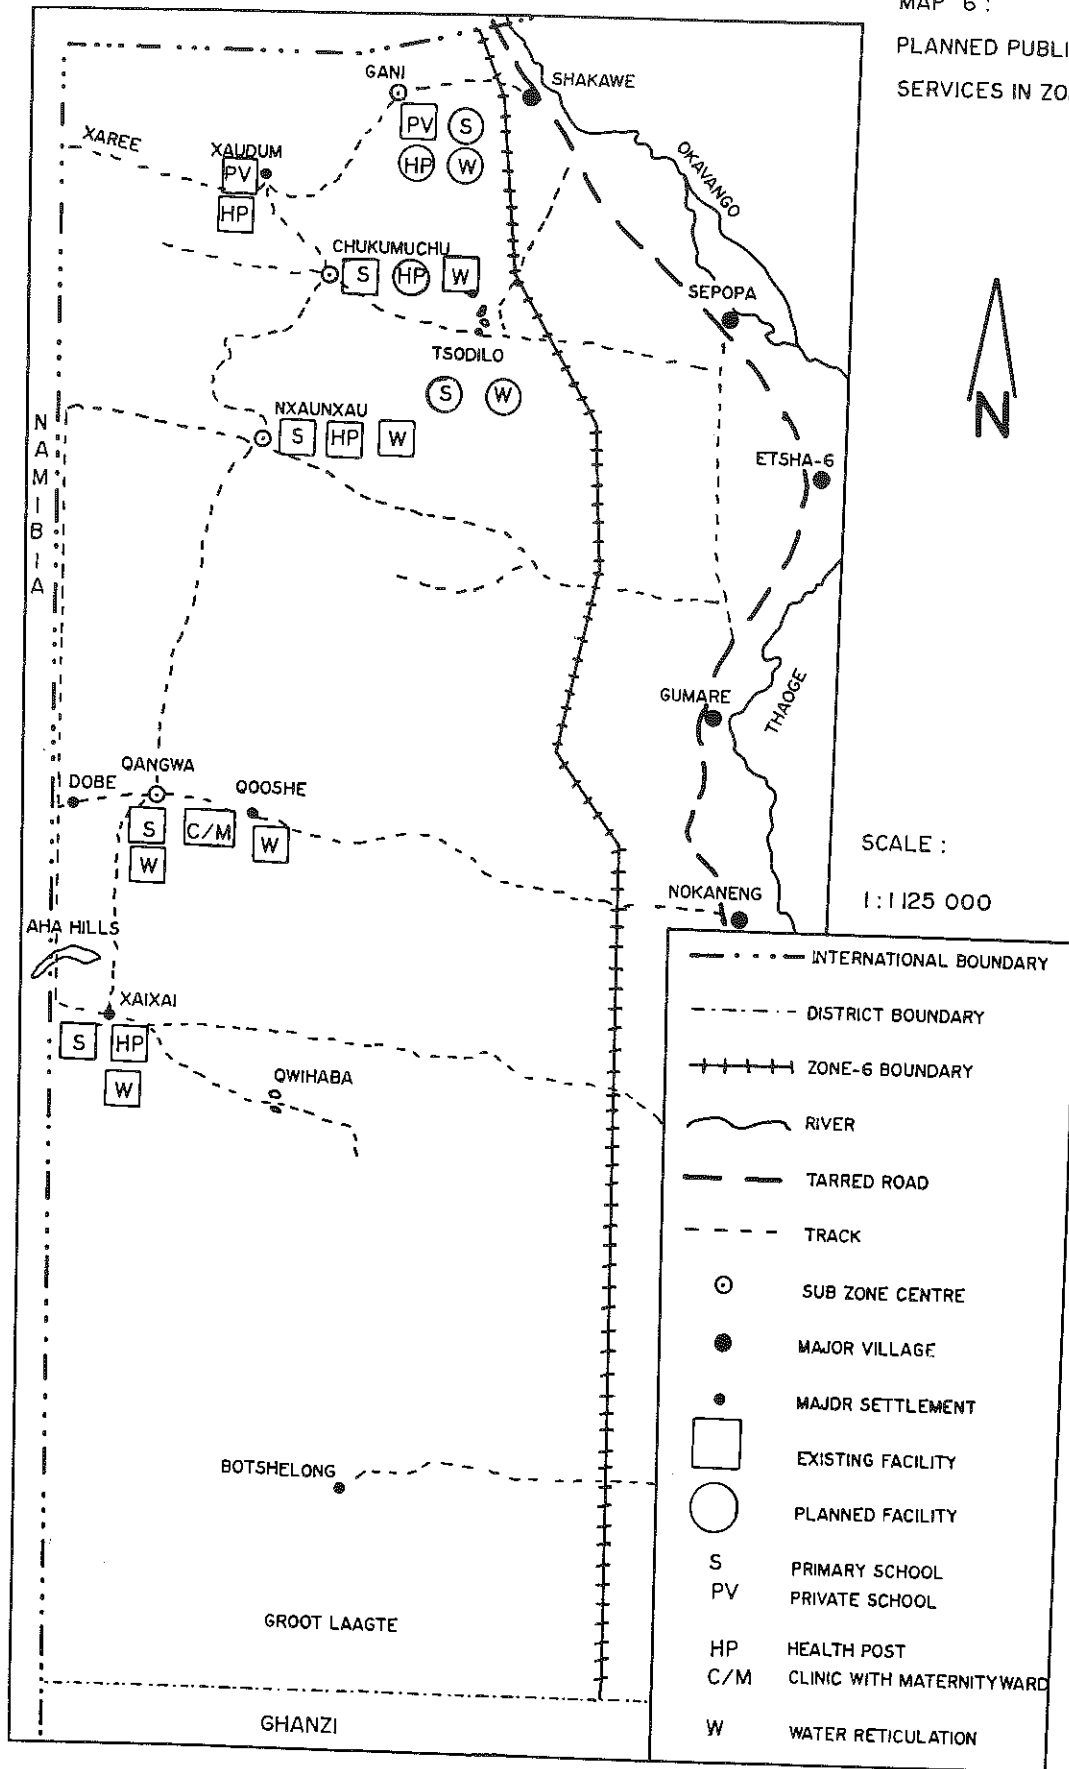 MAP 6 :
PLANNED PUBLI
SERVICES IN ZO
GANI
SHAKAWE
PV S
HP W
XAREE
XAUDUM
PV
HP
OKAVANGO
CHUKUMUCHU
S HP W
SEPOPA
TSODILO
S W
N
NXAUNXAU
S HP W
NAMIBIA
ETSHA-6
GUMARE
THAOGE
QANGWA
DOBE
QOOSHE
S C/M
W
W
SCALE :
1:1125 000
NOKANENG
AHA HILLS
XAIXAI
S HP
W
QWIHABA
BOTSHELONG
GROOT LAAGTE
GHANZI
INTERNATIONAL BOUNDARY
DISTRICT BOUNDARY
ZONE-6 BOUNDARY
RIVER
TARRED ROAD
TRACK
SUB ZONE CENTRE
MAJOR VILLAGE
MAJOR SETTLEMENT
EXISTING FACILITY
PLANNED FACILITY
S PRIMARY SCHOOL
PV PRIVATE SCHOOL
HP HEALTH POST
C/M CLINIC WITH MATERNITYWARD
W WATER RETICULATION